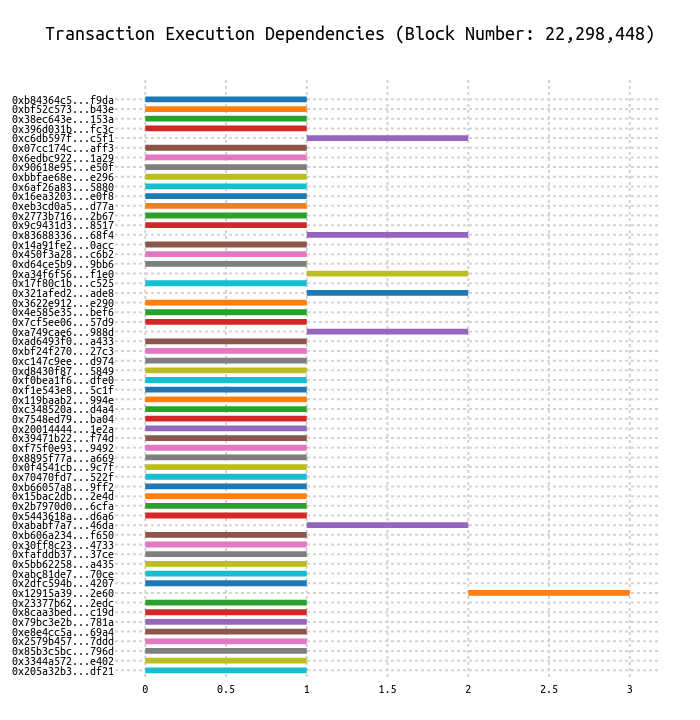 Transaction Execution Dependencies (Block Number: 22,298,448)
0xb84364c5...f9da
0xbf52c573...b43e
0x38ec643e...153a
0x396d031b...fc3c
0xc6db597f...c5f1
0x07cc174c...aff3
0x6edbc922...1a29
0x90618e95...e50f
0xbbfae68e...e296
0x6af26a83...5880
0x16ea3203...e0f8
0xeb3cd0a5...d77a
0x2773b716...2b67
0x9c9431d3...8517
0x83688336...68f4
0x14a91fe2...0acc
0x450f3a28...c6b2
0xd64ce5b9...9bb6
0xa34f6f56...f1e0
0x17f80c1b...c525
0x321afed2...ade8
0x3622e912...e290
0x4e585e35...bef6
0x7cf5ee06...57d9
0xa749cae6...988d
0xad6493f0...a433
0xbf24f270...27c3
0xc147c9ee...d974
0xd8430f87...5849
0xf0bea1f6...dfe0
0xf1e543e8...5c1f
0x119baab2...994e
0xc348520a...d4a4
0x7548ed79...ba04
0x20014444...1e2a
0x39471b22...f74d
0xf75f0e93...9492
0x8895f77a...a669
0x0f4541cb...9c7f
0x70470fd7...522f
0xb66057a8...9ff2
0x15bac2db...2e4d
0x2b7970d0...6cfa
0x5443618a...d6a6
0xababf7a7...46da
0xb606a234...f650
0x30ff8c23...4733
0xfafddb37...37ce
0x5bb62258...a435
0xabc81de7...70ce
0x2dfc594b...4207
0x12915a39...2e60
0x23377b62...2edc
0x8caa3bed...c19d
0x79bc3e2b...781a
0xe8e4cc5a...69a4
0x2579b457...7ddd
0x85b3c5bc...796d
0x3344a572...e402
0x205a32b3...df21
0 0.5 1 1.5 2 2.5 3